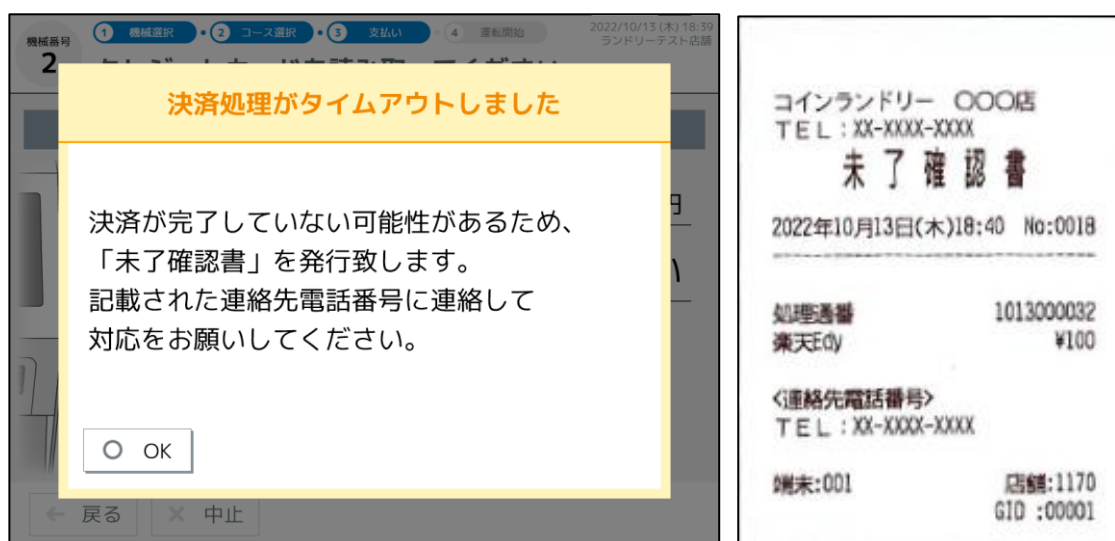 機械番号
2
1 機械選択
2 コース選択
3 支払い
4 運転開始
2022/10/13 (木) 18:39
ランドリーテスト店舗
決済処理がタイムアウトしました
円
い
決済が完了していない可能性があるため、
「未了確認書」を発行致します。
記載された連絡先電話番号に連絡して
対応をお願いしてください。
OK
← 戻る
× 中止
コインランドリー 〇〇〇店
TEL:XX-XXXX-XXXX
未了確認書
2022年10月13日(木)18:40 No:0018
処理通番 1013000032
楽天Edy ¥100
<連絡先電話番号>
TEL:XX-XXXX-XXXX
端末:001 店舗:1170
GID :00001